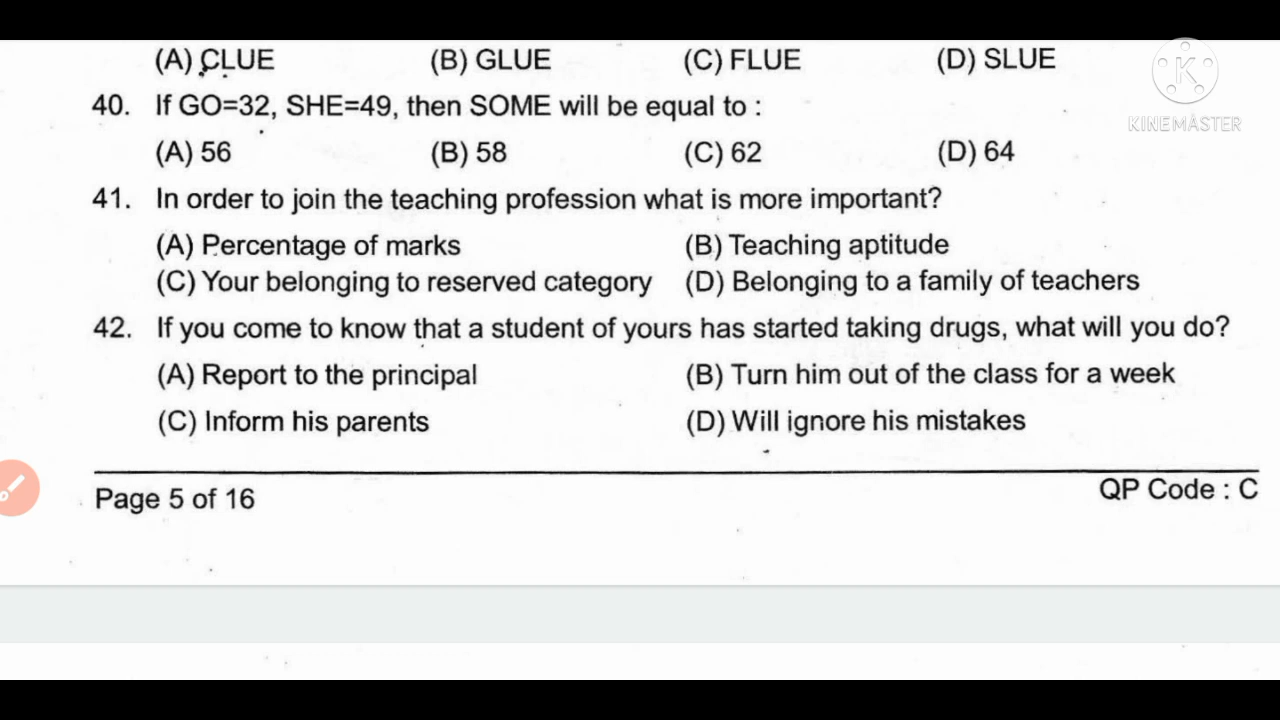 (A) CLUE (B) GLUE (C) FLUE (D) SLUE
K
KINEMASTER
40. If GO=32, SHE=49, then SOME will be equal to :
(A) 56 (B) 58 (C) 62 (D) 64
41. In order to join the teaching profession what is more important?
(A) Percentage of marks (B) Teaching aptitude
(C) Your belonging to reserved category (D) Belonging to a family of teachers
42. If you come to know that a student of yours has started taking drugs, what will you do?
(A) Report to the principal (B) Turn him out of the class for a week
(C) Inform his parents (D) Will ignore his mistakes
Page 5 of 16 QP Code : C